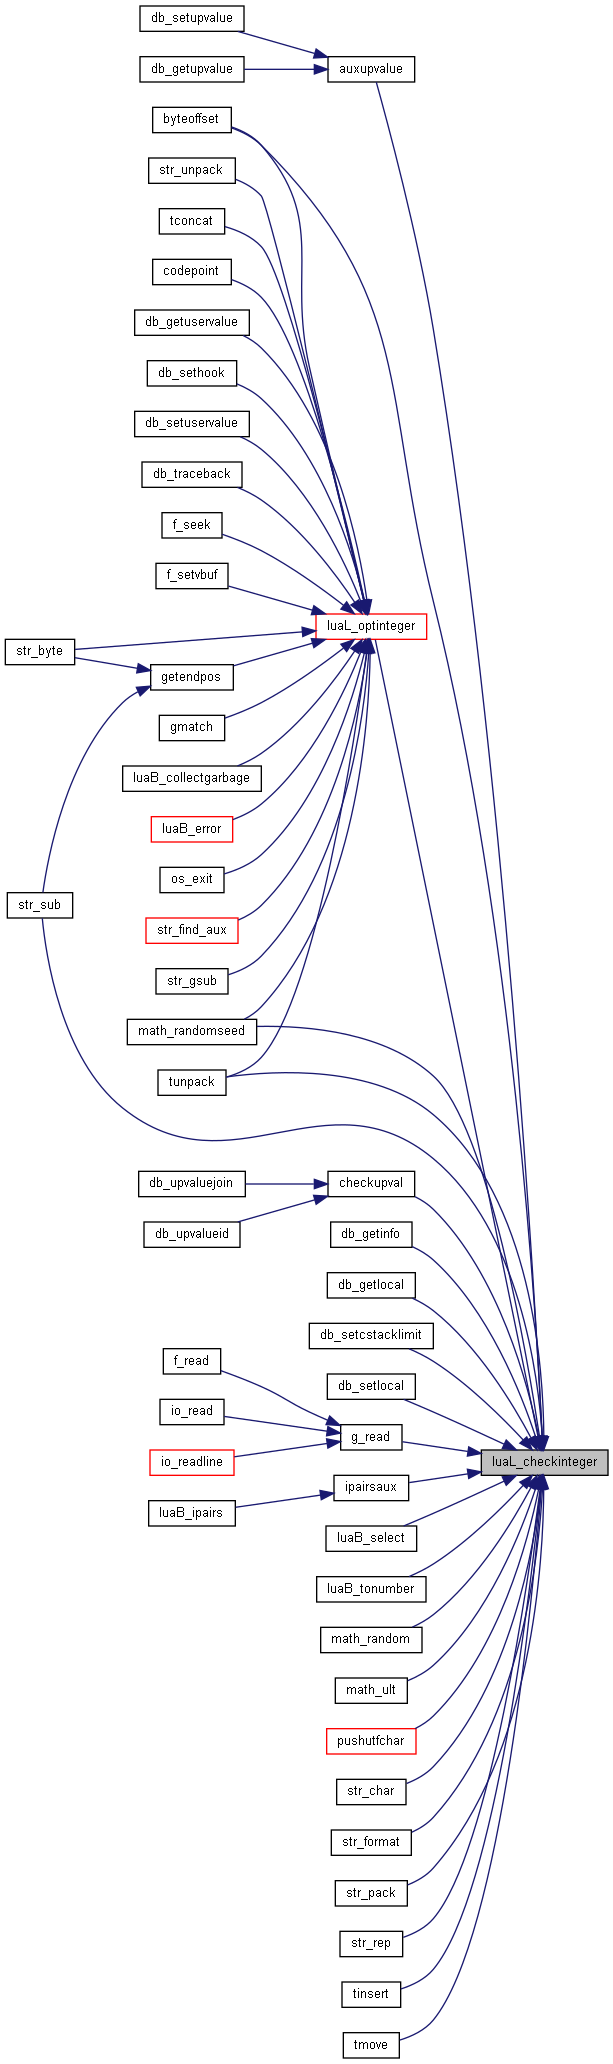 db_setupvalue
db_getupvalue
auxupvalue
byteoffset
str_unpack
tconcat
codepoint
db_getuservalue
db_sethook
db_setuservalue
db_traceback
f_seek
f_setvbuf
luaL_optinteger
str_byte
getendpos
gmatch
luaB_collectgarbage
luaB_error
os_exit
str_sub
str_find_aux
str_gsub
math_randomseed
tunpack
db_upvaluejoin
checkupval
db_upvalueid
db_getinfo
db_getlocal
db_setcstacklimit
f_read
db_setlocal
io_read
g_read
io_readline
luaL_checkinteger
ipairsaux
luaB_ipairs
luaB_select
luaB_tonumber
math_random
math_ult
pushutfchar
str_char
str_format
str_pack
str_rep
tinsert
tmove